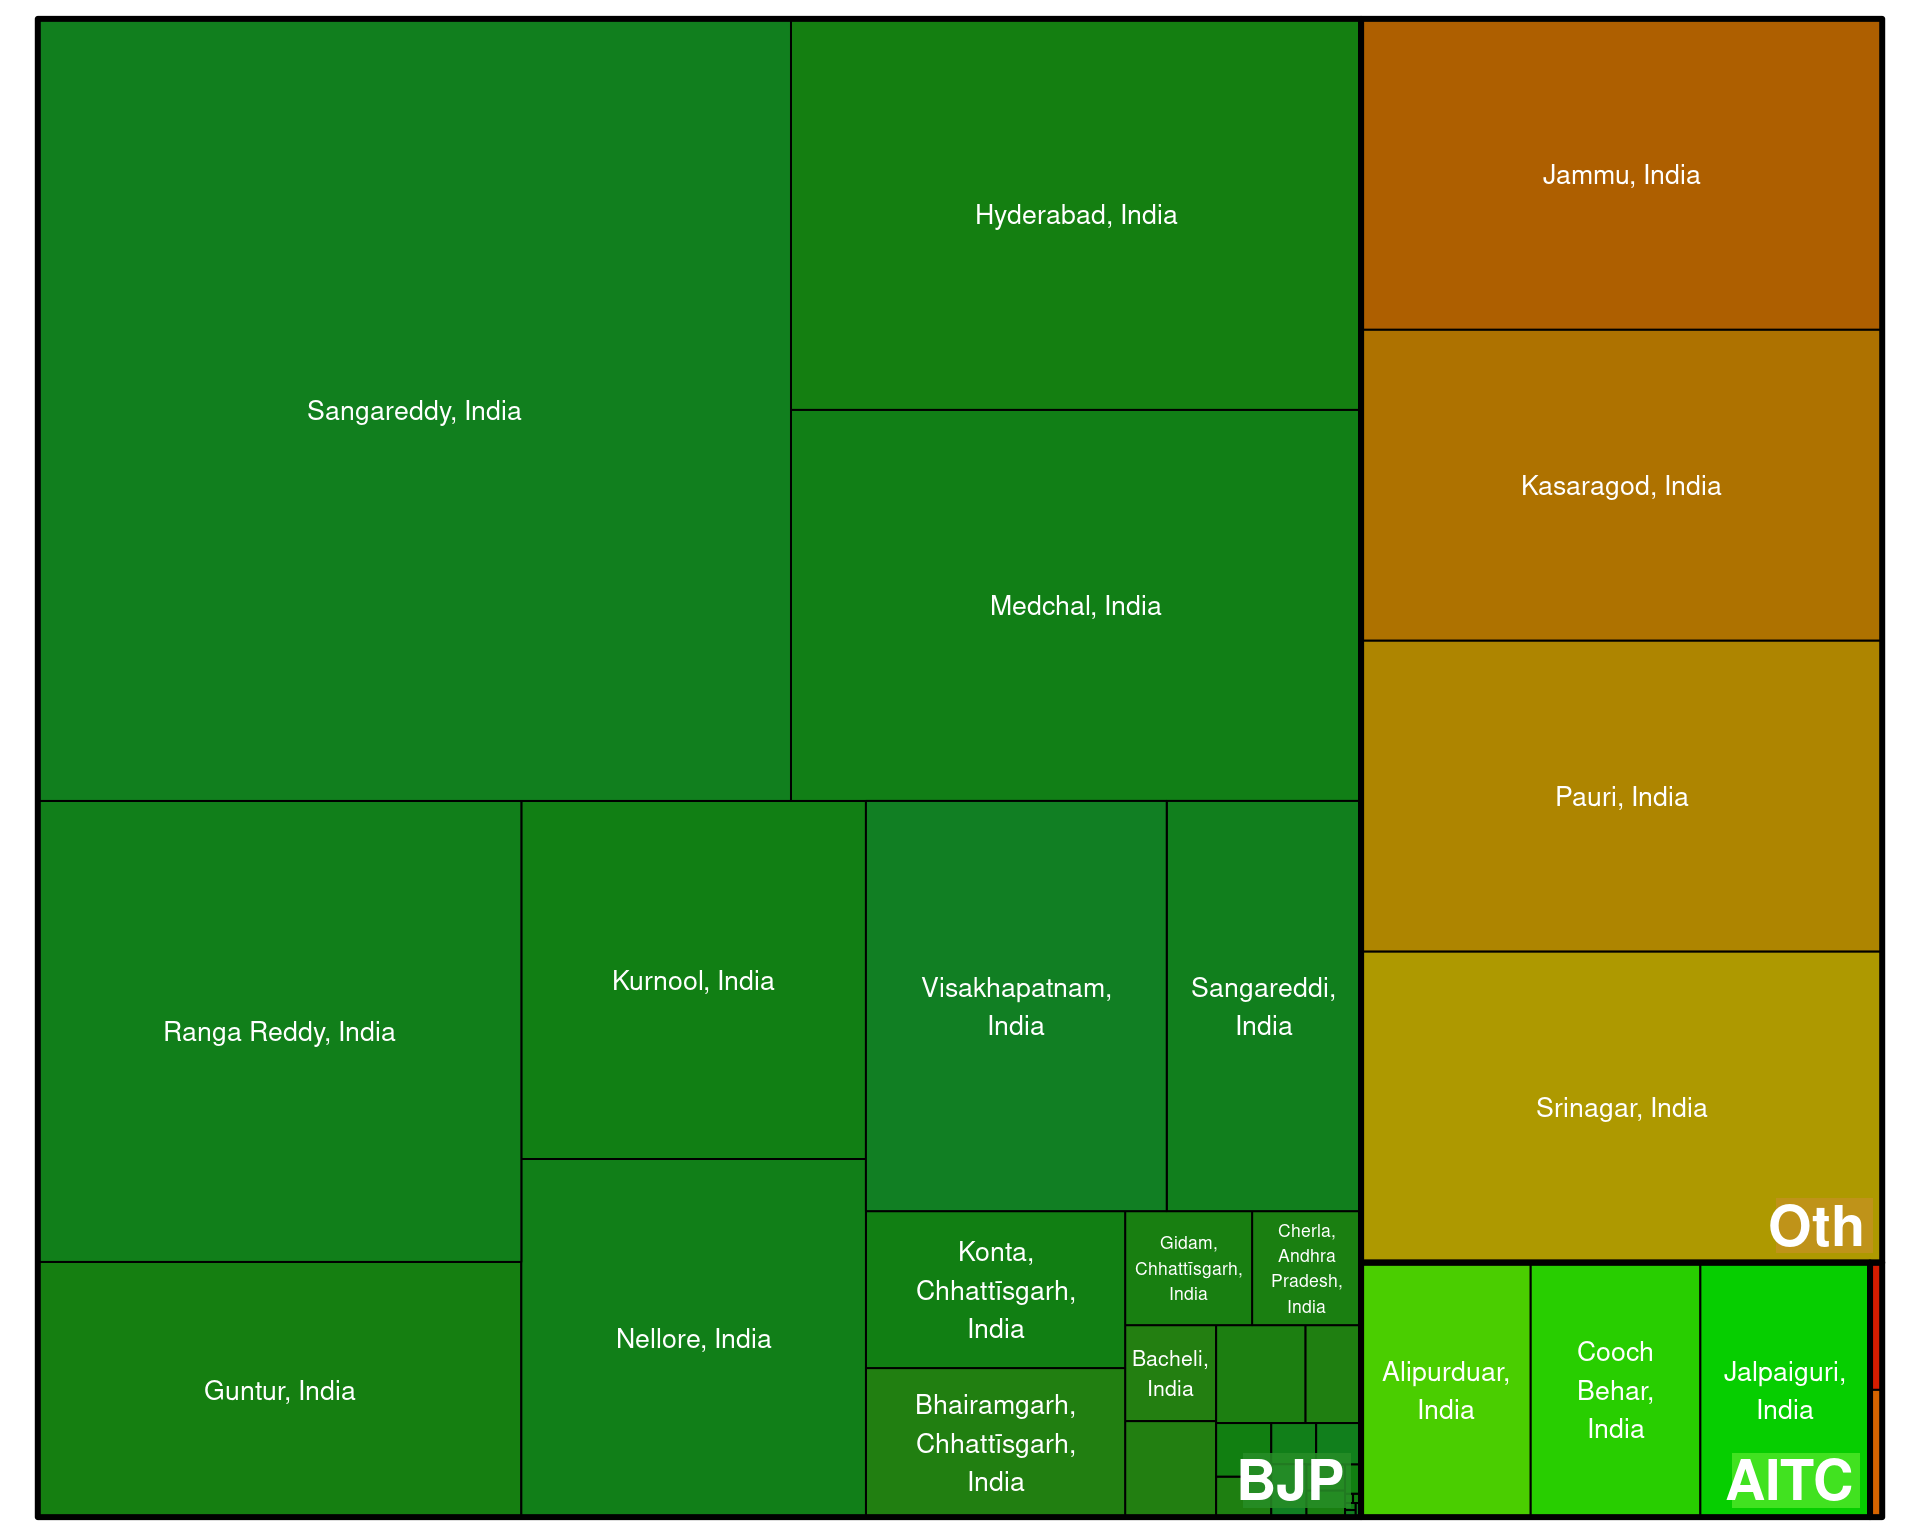 Sangareddy, India
Hyderabad, India
Medchal, India
Ranga Reddy, India
Guntur, India
Kurnool, India
Nellore, India
Visakhapatnam,
India
Sangareddi,
India
Konta,
Chhattīsgarh,
India
Bhairamgarh,
Chhattīsgarh,
India
Gidam,
Chhattīsgarh,
India
Cherla,
Andhra
Pradesh,
India
Bacheli,
India
BJP
Jammu, India
Kasaragod, India
Pauri, India
Srinagar, India
Oth
Alipurduar,
India
Cooch
Behar,
India
Jalpaiguri,
India
AITC